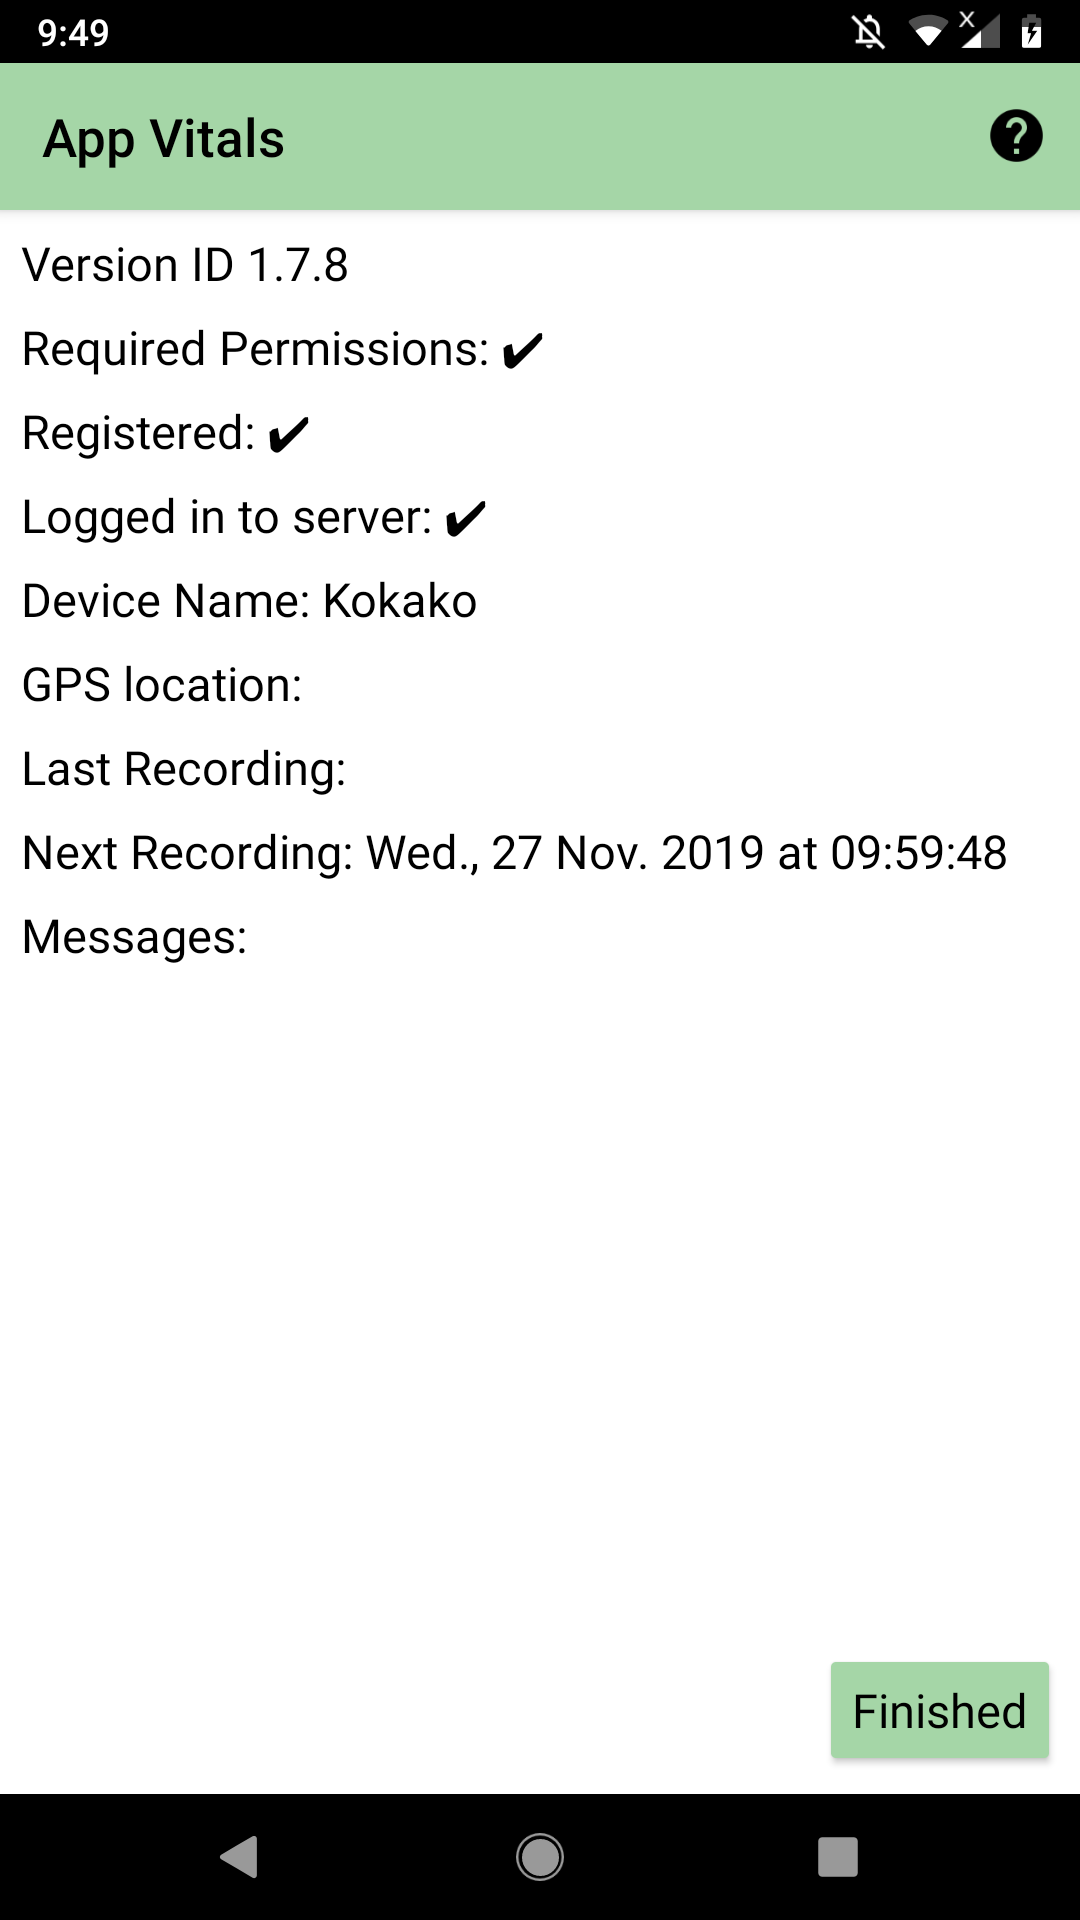 9:49
App Vitals
Version ID 1.7.8
Required Permissions: ✔
Registered: ✔
Logged in to server: ✔
Device Name: Kokako
GPS location:
Last Recording:
Next Recording: Wed., 27 Nov. 2019 at 09:59:48
Messages:
Finished